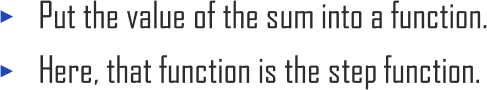 ▸ Put the value of the sum into a function.
▸ Here, that function is the step function.